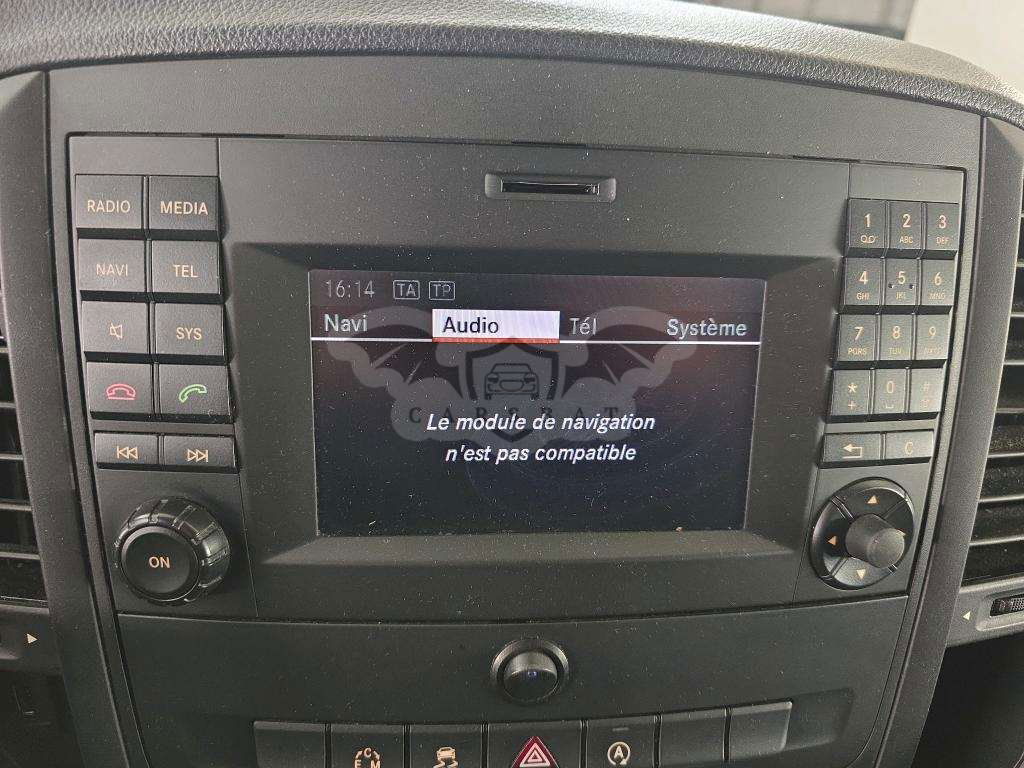 RADIO MEDIA
NAVI TEL
SYS
ON
16:14 TA TP
Navi Audio Tél Système
CARS3AT
Le module de navigation
n'est pas compatible
1 2 3
ABC DEF
4 5 6
GHI JKL MNO
7 8 9
PQRS TUV WXYZ
* 0 #
+
C
C
E M
A